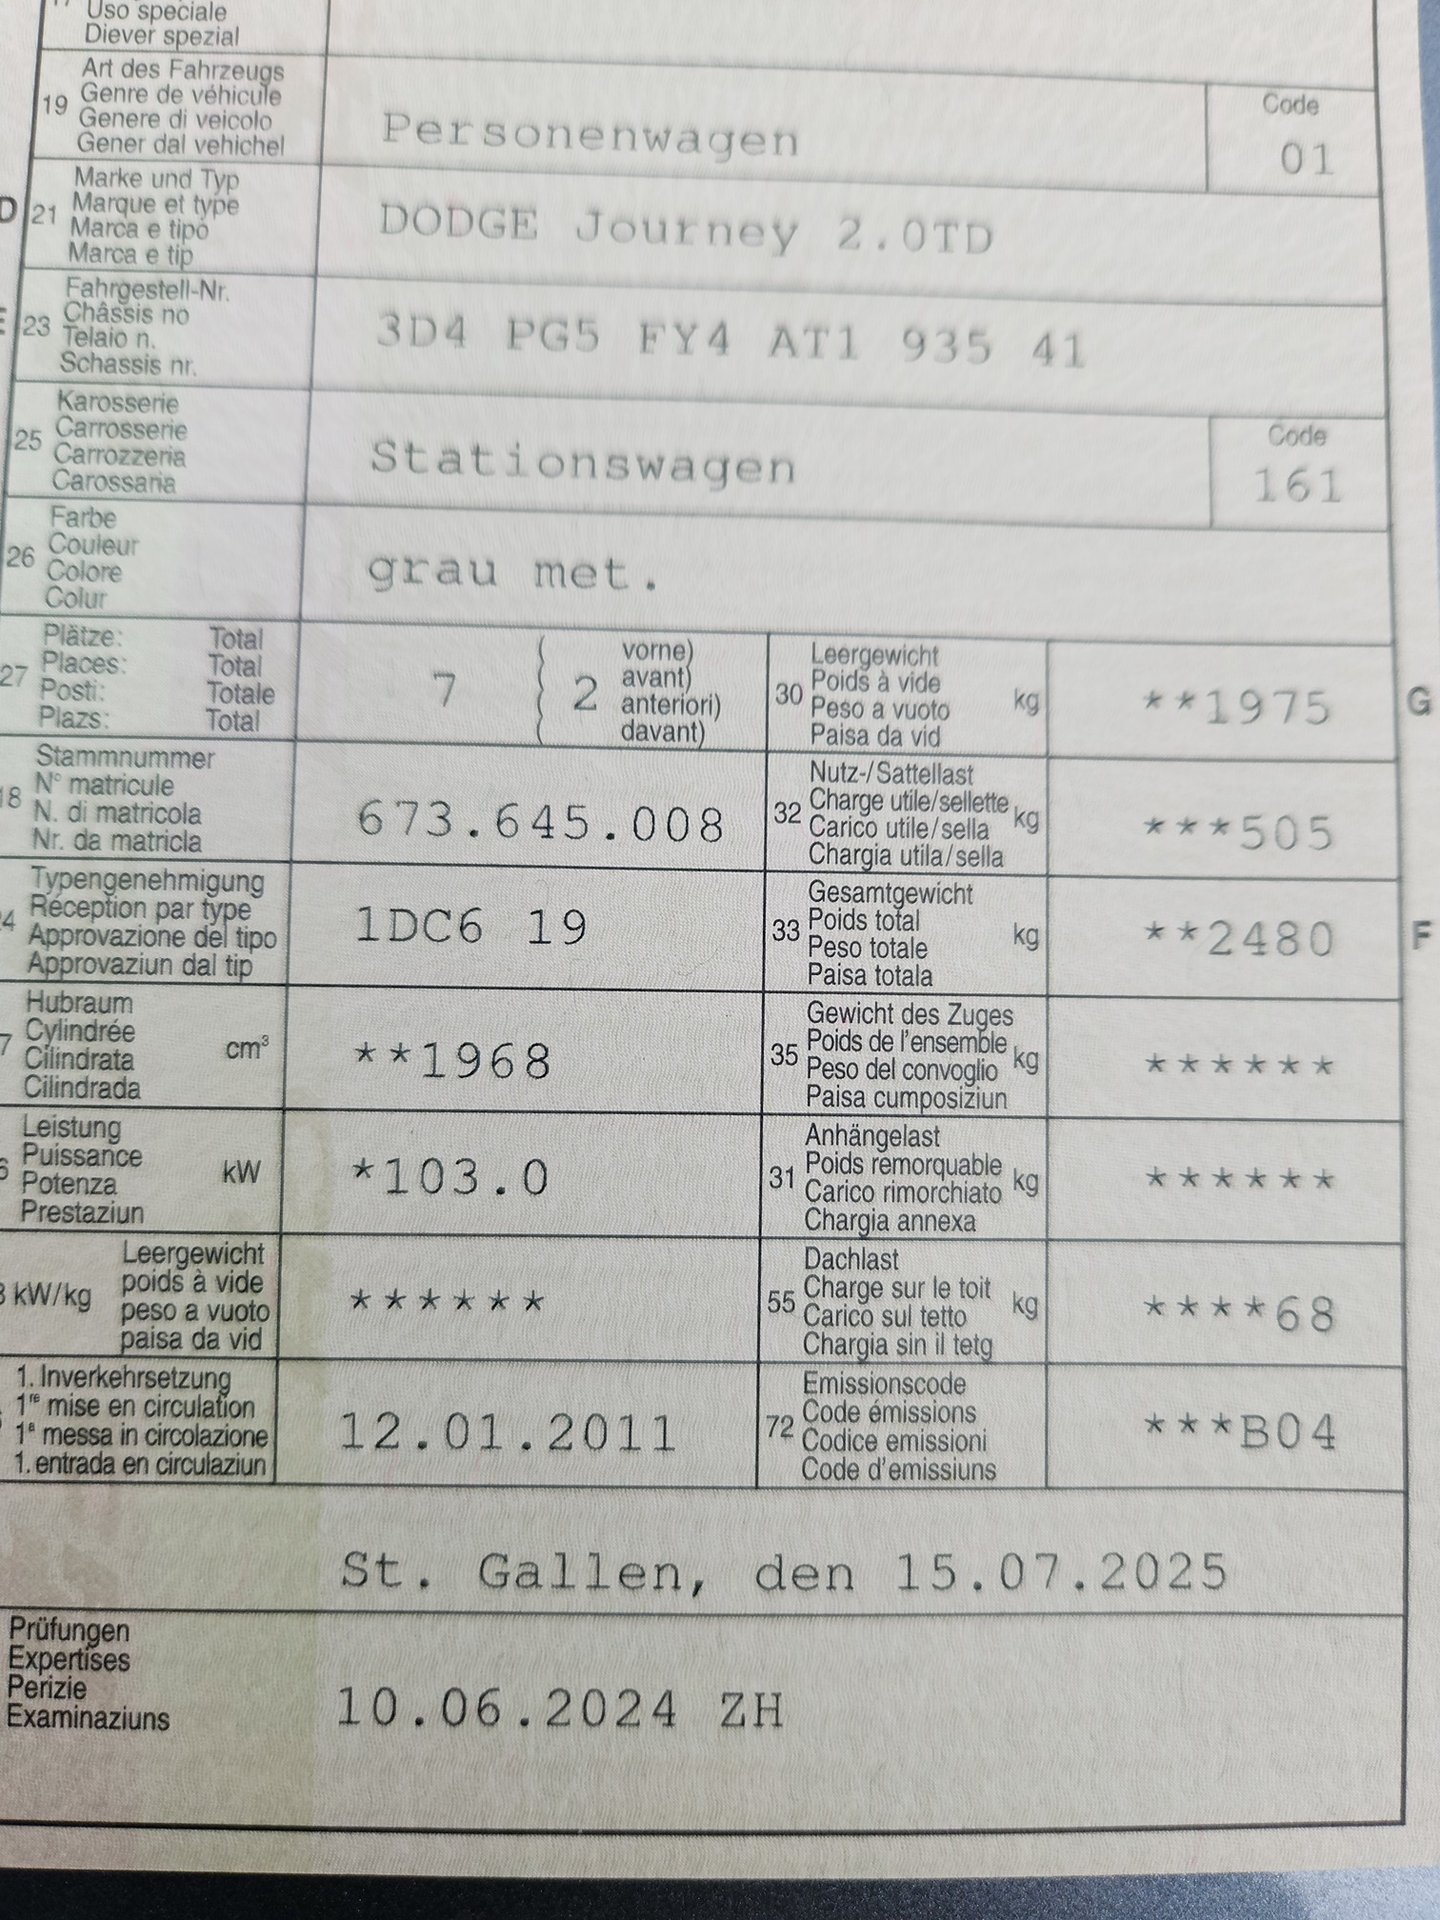 Uso speciale
Diever spezial
19 Art des Fahrzeugs
Genre de véhicule
Genere di veicolo
Gener dal vehichel
Personenwagen
Code
01
D 21 Marke und Typ
Marque et type
Marca e tipo
Marca e tip
DODGE Journey 2.0TD
E 23 Fahrgestell-Nr.
Châssis no
Telaio n.
Schassis nr.
3D4 PG5 FY4 AT1 935 41
25 Karosserie
Carrosserie
Carrozzeria
Carossaria
Stationswagen
Code
161
26 Farbe
Couleur
Colore
Colur
grau met.
27 Plätze: Total
Places: Total
Posti: Totale
Plazs: Total
7 ( 2 vorne)
avant)
anteriori)
davant)
30 Leergewicht
Poids à vide
Peso a vuoto
Paisa da vid
kg
**1975
G
18 Stammnummer
N° matricule
N. di matricola
Nr. da matricla
673.645.008
32 Nutz-/Sattellast
Charge utile/sellette
Carico utile/sella
Chargia utila/sella
kg
***505
4 Typengenehmigung
Réception par type
Approvazione del tipo
Approvaziun dal tip
1DC6 19
33 Gesamtgewicht
Poids total
Peso totale
Paisa totala
kg
**2480
F
7 Hubraum
Cylindrée
Cilindrata
Cilindrada
cm³
**1968
35 Gewicht des Zuges
Poids de l'ensemble
Peso del convoglio
Paisa cumposiziun
kg
******
6 Leistung
Puissance
Potenza
Prestaziun
kW
*103.0
31 Anhängelast
Poids remorquable
Carico rimorchiato
Chargia annexa
kg
******
kW/kg
Leergewicht
poids à vide
peso a vuoto
paisa da vid
******
55 Dachlast
Charge sur le toit
Carico sul tetto
Chargia sin il tetg
kg
****68
1. Inverkehrsetzung
1re mise en circulation
1a messa in circolazione
1. entrada en circulaziun
12.01.2011
72 Emissionscode
Code émissions
Codice emissioni
Code d'emissiuns
***B04
St. Gallen, den 15.07.2025
Prüfungen
Expertises
Perizie
Examinaziuns
10.06.2024 ZH